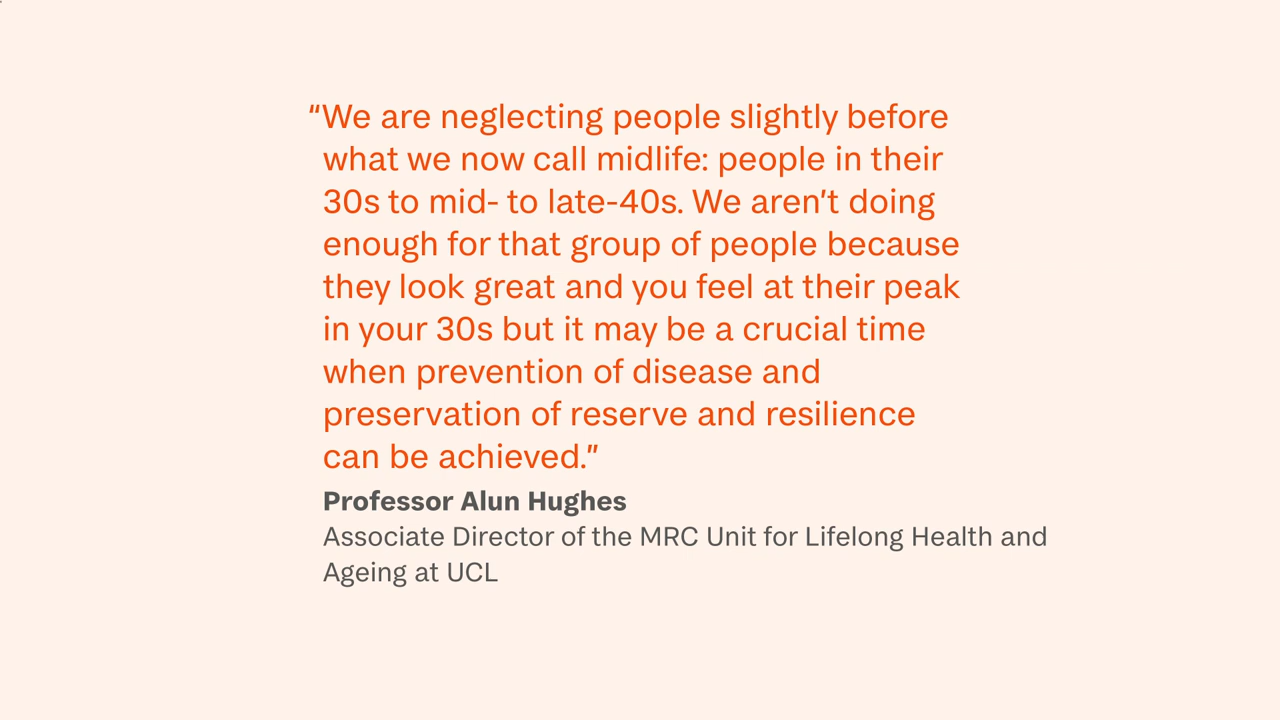 “We are neglecting people slightly before
what we now call midlife: people in their
30s to mid- to late-40s. We aren’t doing
enough for that group of people because
they look great and you feel at their peak
in your 30s but it may be a crucial time
when prevention of disease and
preservation of reserve and resilience
can be achieved.”
Professor Alun Hughes
Associate Director of the MRC Unit for Lifelong Health and
Ageing at UCL